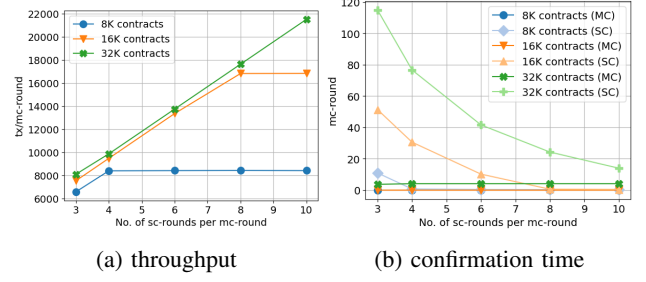 22000
20000
18000
16000
14000
12000
10000
8000
6000
tx/mc-round
8K contracts
16K contracts
32K contracts
3 4 5 6 7 8 9 10
No. of sc-rounds per mc-round
(a) throughput
120
100
80
60
40
20
0
mc-round
8K contracts (MC)
8K contracts (SC)
16K contracts (MC)
16K contracts (SC)
32K contracts (MC)
32K contracts (SC)
3 4 5 6 7 8 9 10
No. of sc-rounds per mc-round
(b) confirmation time